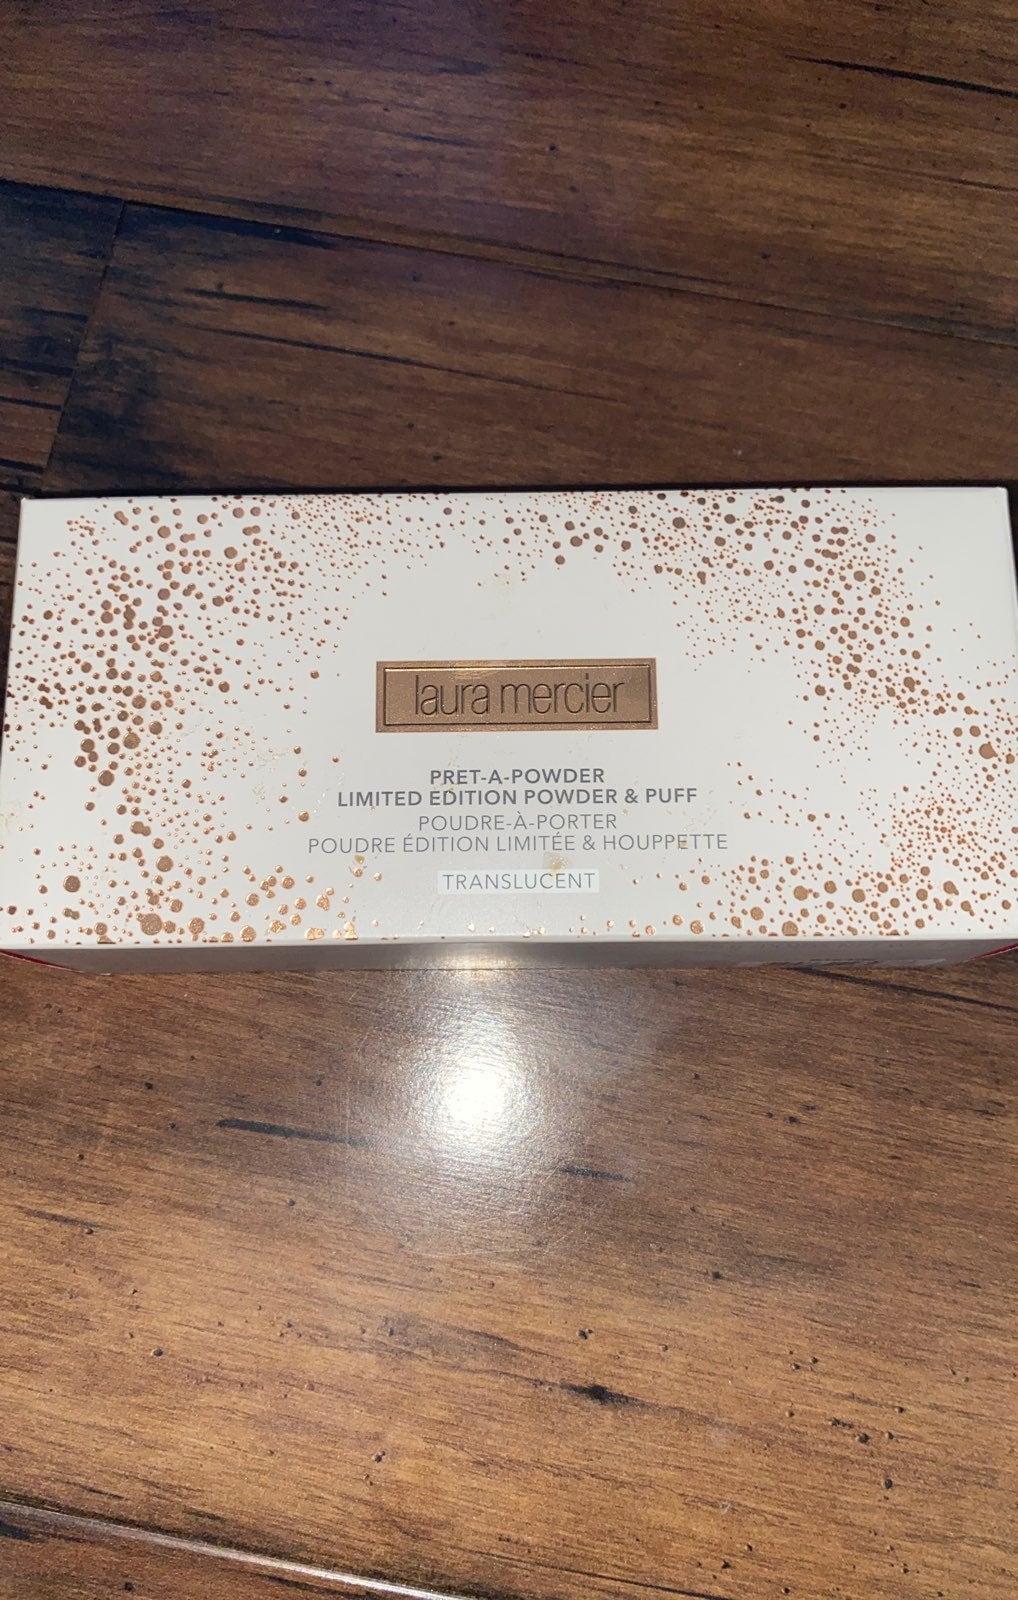 laura mercier
PRET-A-POWDER
LIMITED EDITION POWDER & PUFF
POUDRE-À-PORTER
POUDRE ÉDITION LIMITÉE & HOUPPETTE
TRANSLUCENT